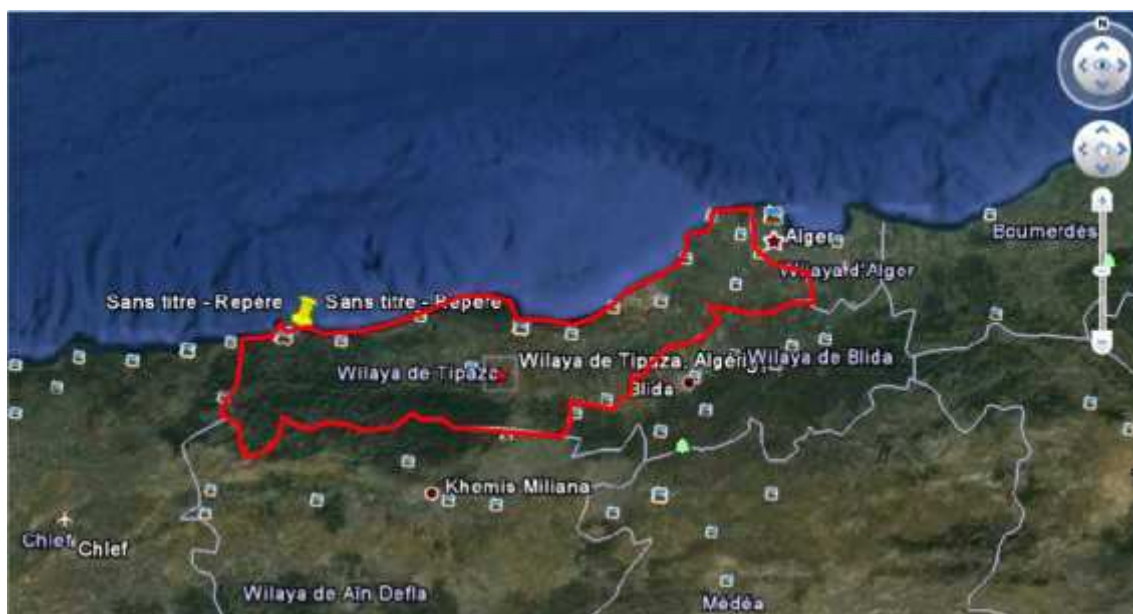 N
Boumerdès
Alger
Wilaya d'Alger
Sans titre - Repère
Sans titre - Repère
Wilaya de Tipaza, Algérie
Wilaya de Blida
Wilaya de Tipaza
Blida
Khemis Miliana
Chlef
Chlef
Wilaya de Aïn Defla
Médéa